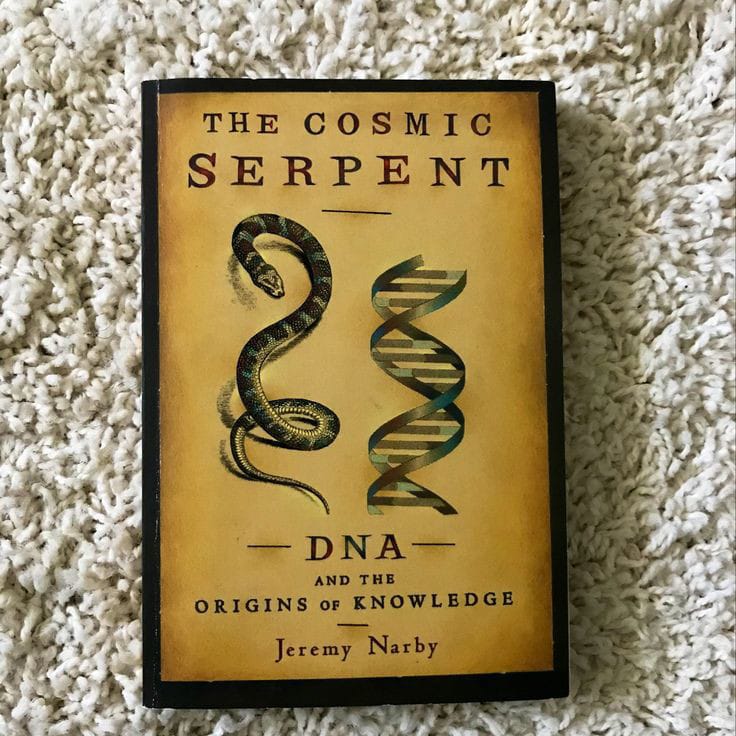 THE COSMIC
SERPENT
DNA
AND THE
ORIGINS OF KNOWLEDGE
Jeremy Narby